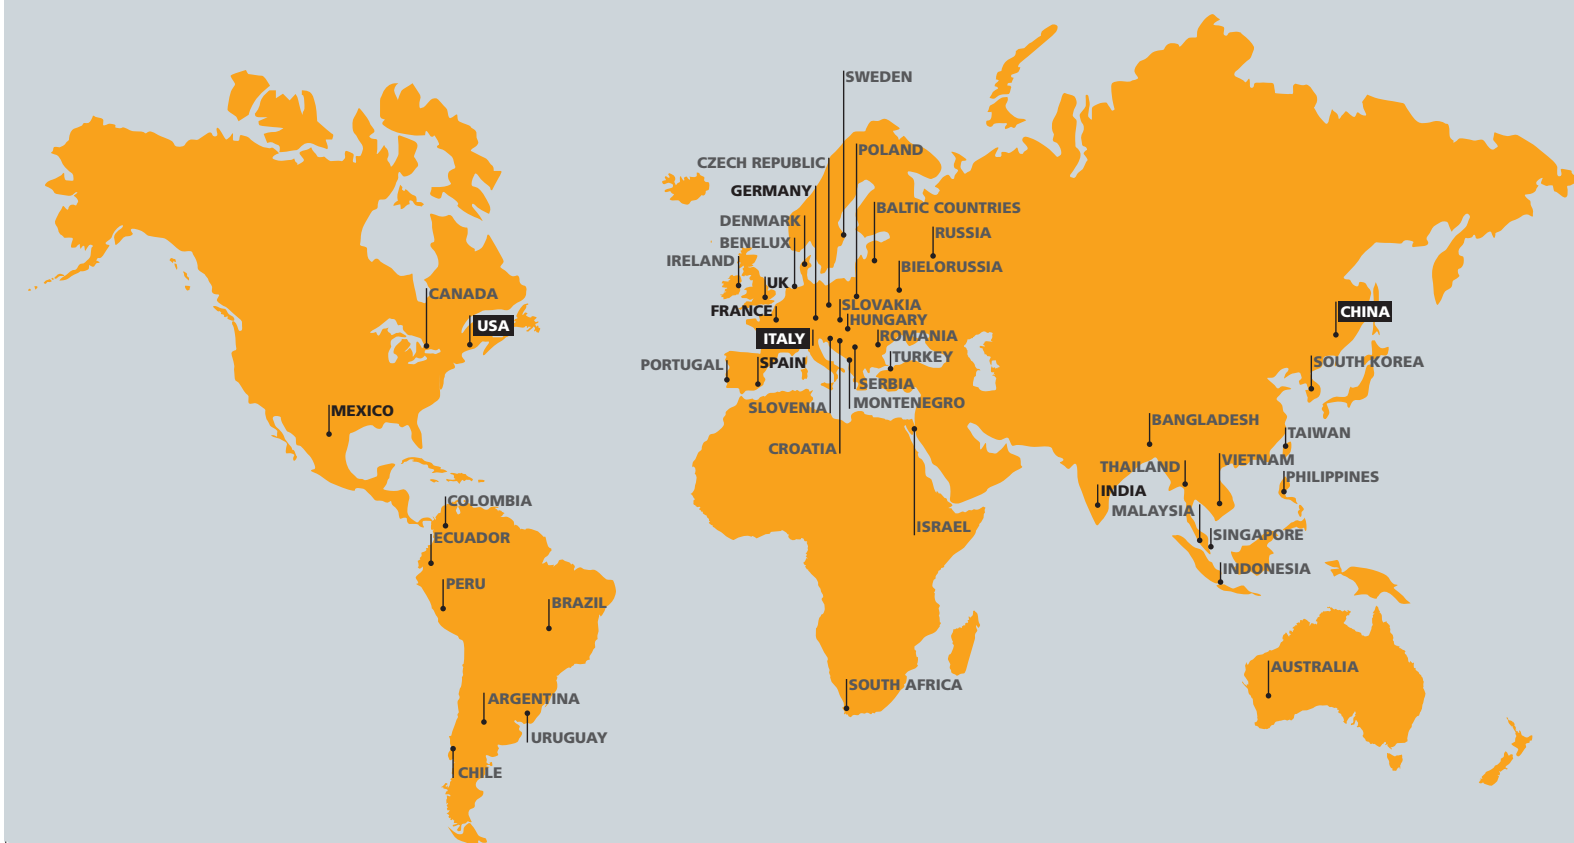 SWEDEN
POLAND
CZECH REPUBLIC
GERMANY
BALTIC COUNTRIES
DENMARK
RUSSIA
BENELUX
IRELAND
BIELORUSSIA
UK
CANADA
SLOVAKIA
FRANCE
CHINA
HUNGARY
USA
ITALY
ROMANIA
TURKEY
SOUTH KOREA
PORTUGAL
SPAIN
SERBIA
MONTENEGRO
SLOVENIA
MEXICO
BANGLADESH
TAIWAN
CROATIA
VIETNAM
THAILAND
PHILIPPINES
INDIA
COLOMBIA
MALAYSIA
ISRAEL
SINGAPORE
ECUADOR
INDONESIA
PERU
BRAZIL
AUSTRALIA
SOUTH AFRICA
ARGENTINA
URUGUAY
CHILE